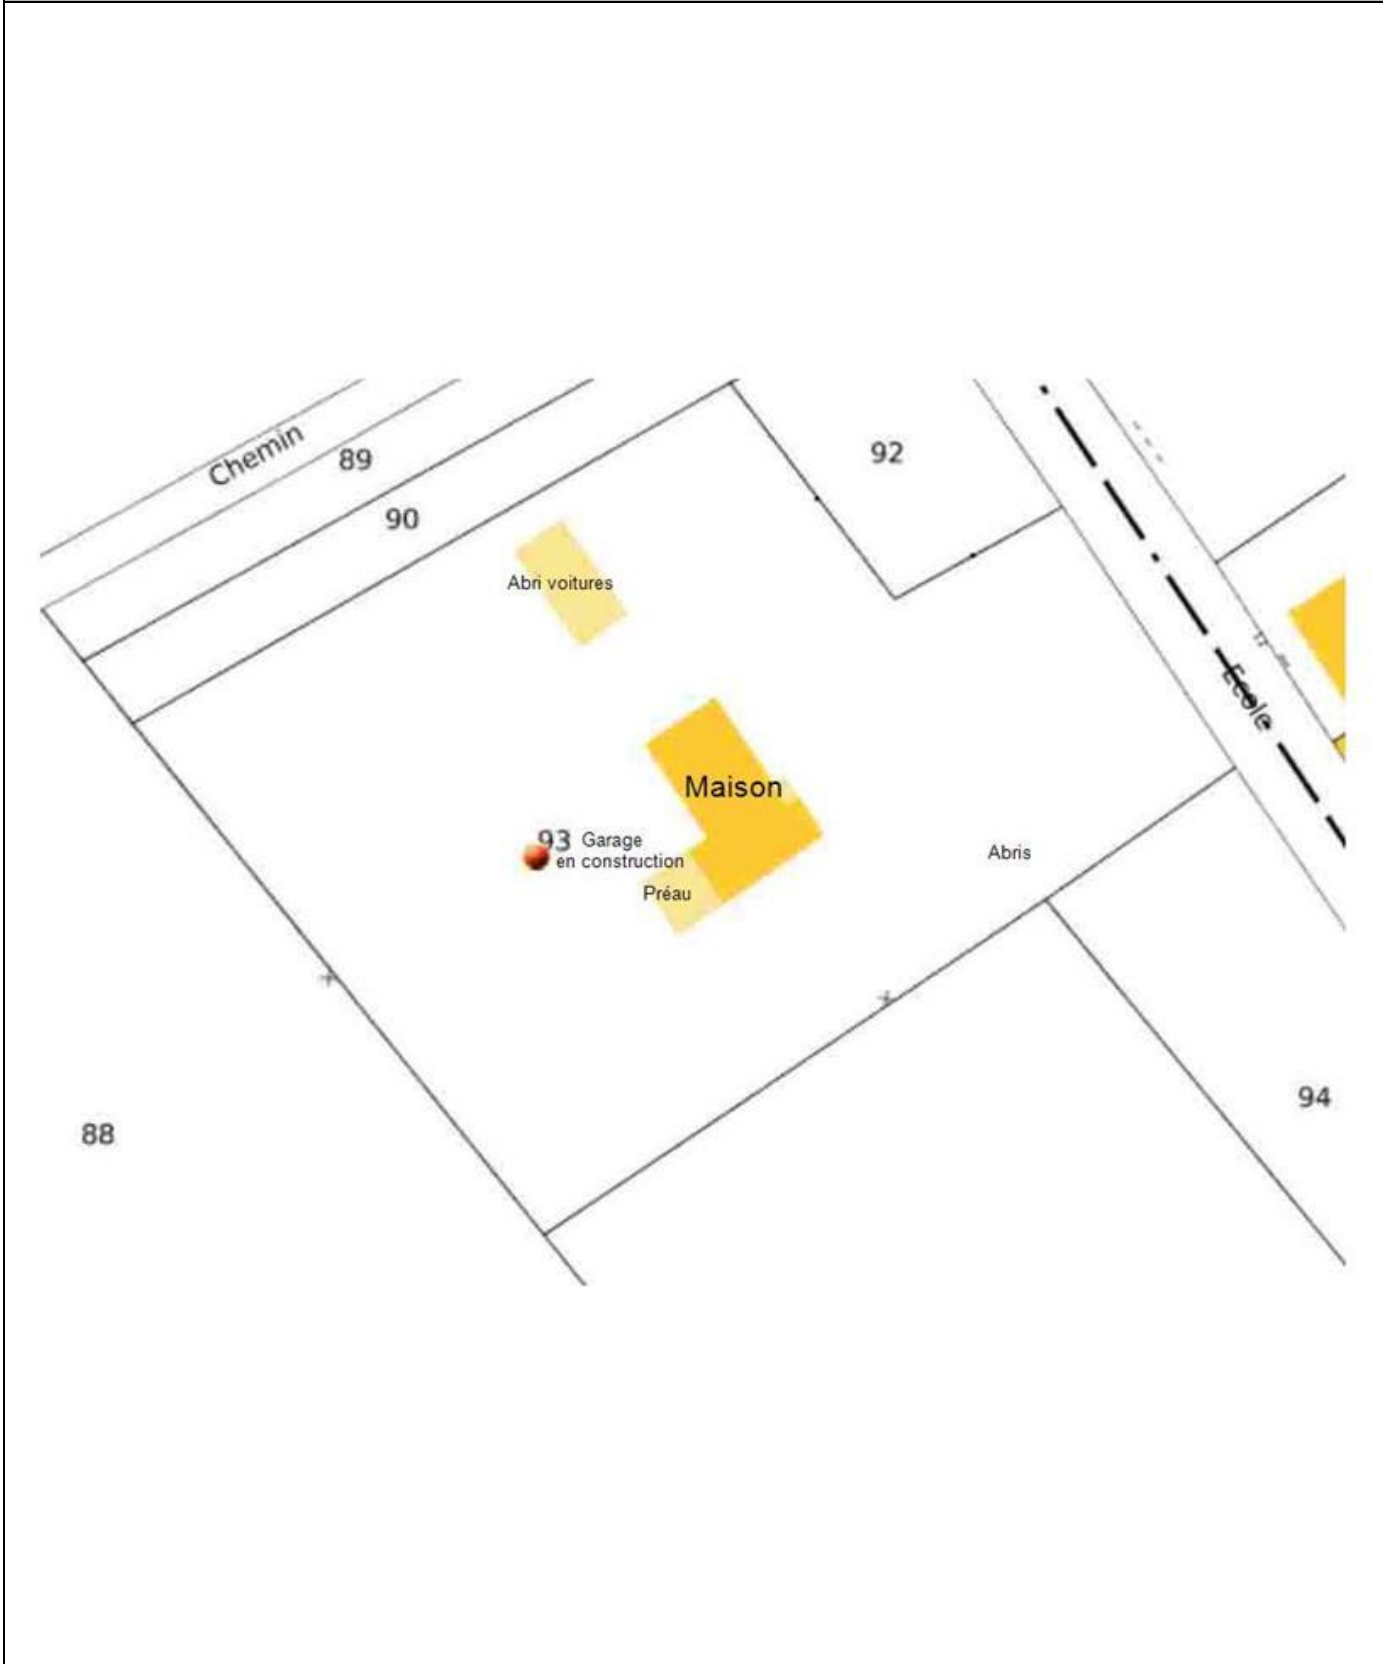 Chemin
89
92
90
Abri voitures
Ecole
Maison
93 Garage
en construction
Abris
Préau
94
88